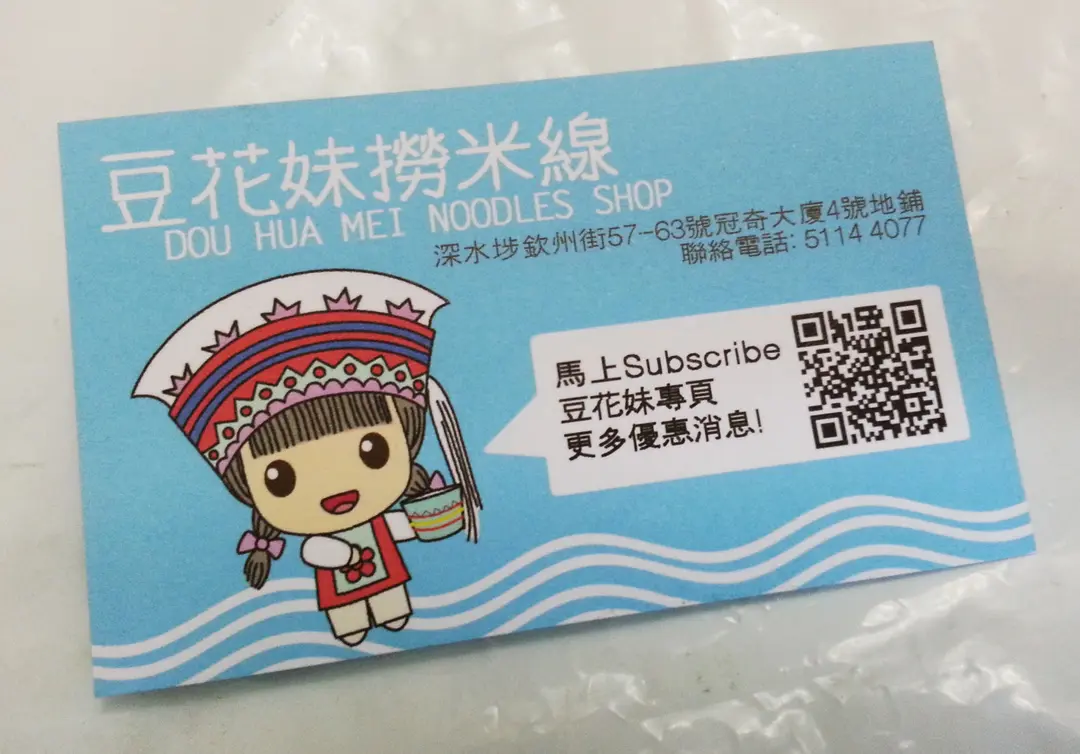 豆花妹撈米線
DOU HUA MEI NOODLES SHOP
深水埗欽州街57-63號冠奇大廈4號地鋪
聯絡電話: 5114 4077
馬上Subscribe
豆花妹專頁
更多優惠消息!